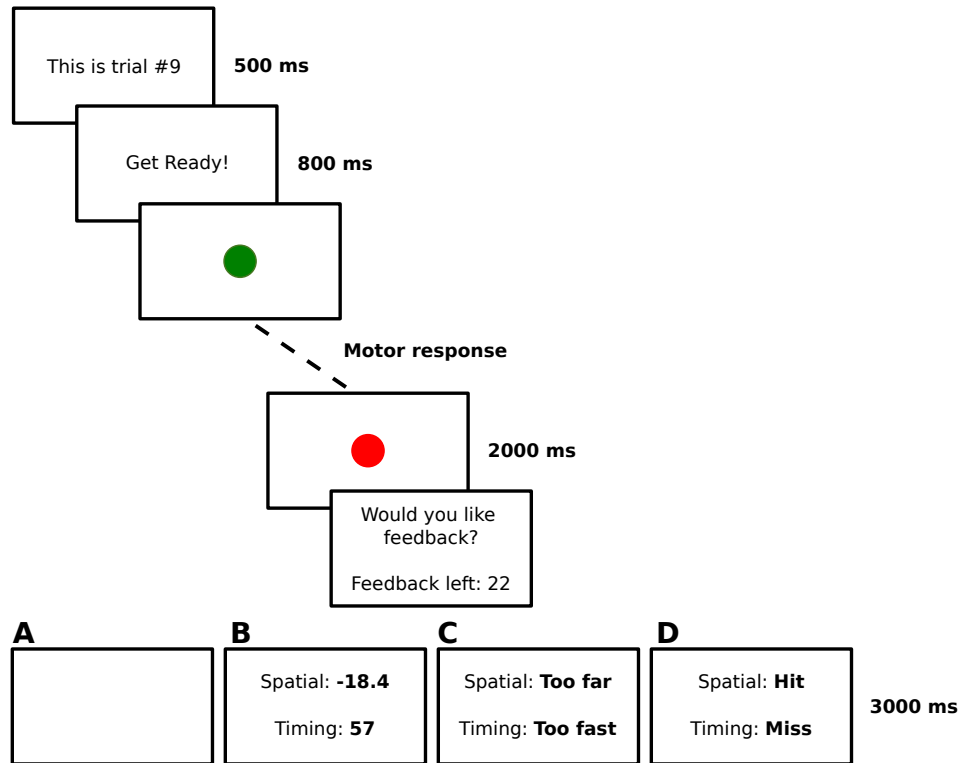 This is trial #9
500 ms
Get Ready!
800 ms
Motor response
2000 ms
Would you like
feedback?
Feedback left: 22
A
B
C
D
Spatial: -18.4
Timing: 57
Spatial: Too far
Timing: Too fast
Spatial: Hit
Timing: Miss
3000 ms